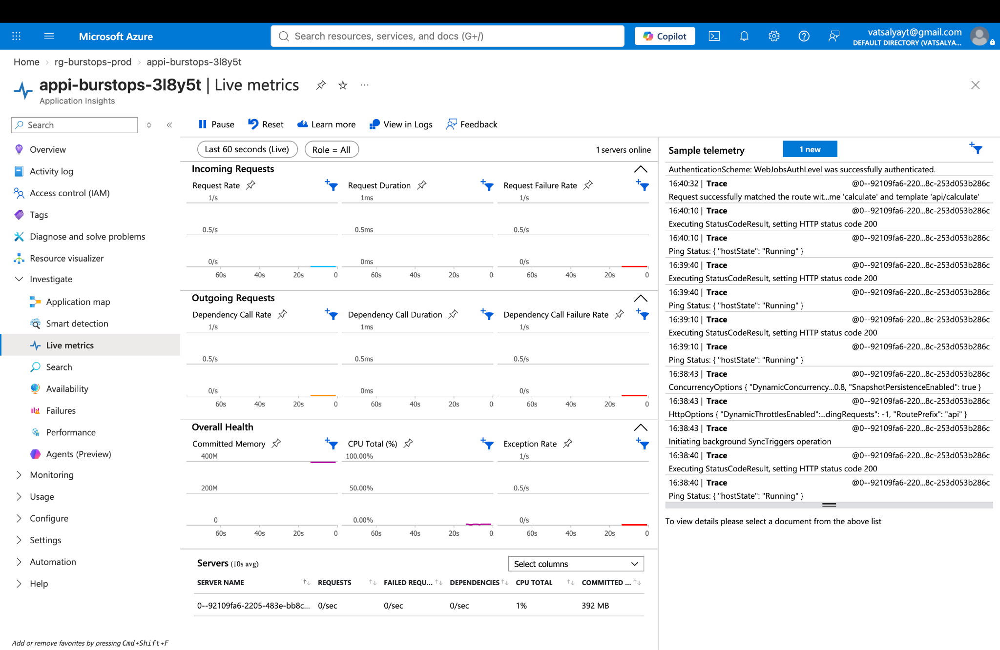 Microsoft Azure
Search resources, services, and docs (G+/)
Copilot
vatsalyayt@gmail.com
DEFAULT DIRECTORY (VATSALYA...
Home > rg-burstops-prod > appi-burstops-3l8y5t
appi-burstops-3l8y5t | Live metrics
Application Insights
Search
Pause Reset Learn more View in Logs Feedback
Overview
Activity log
Access control (IAM)
Tags
Diagnose and solve problems
Resource visualizer
Investigate
Application map
Smart detection
Live metrics
Search
Availability
Failures
Performance
Agents (Preview)
Monitoring
Usage
Configure
Settings
Automation
Help
Add or remove favorites by pressing Cmd+Shift+F
Last 60 seconds (Live) Role = All 1 servers online
Incoming Requests
Request Rate
1/s
0.5/s
0/s
60s 40s 20s 0
Request Duration
1ms
0.5ms
0ms
60s 40s 20s 0
Request Failure Rate
1/s
0.5/s
0/s
60s 40s 20s 0
Outgoing Requests
Dependency Call Rate
1/s
0.5/s
0/s
60s 40s 20s 0
Dependency Call Duration
1ms
0.5ms
0ms
60s 40s 20s 0
Dependency Call Failure Rate
1/s
0.5/s
0/s
60s 40s 20s 0
Overall Health
Committed Memory
400M
200M
0
60s 40s 20s 0
CPU Total (%)
100.00%
50.00%
0.00%
60s 40s 20s 0
Exception Rate
1/s
0.5/s
0/s
60s 40s 20s 0
Servers (10s avg)
Select columns
SERVER NAME REQUESTS FAILED REQU... DEPENDENCIES CPU TOTAL COMMITTED ...
0--92109fa6-2205-483e-bb8c... 0/sec 0/sec 0/sec 1% 392 MB
Sample telemetry
1 new
AuthenticationScheme: WebJobsAuthLevel was successfully authenticated.
16:40:32 | Trace @0--92109fa6-220...8c-253d053b286c
Request successfully matched the route wit...me 'calculate' and template 'api/calculate'
16:40:10 | Trace @0--92109fa6-220...8c-253d053b286c
Executing StatusCodeResult, setting HTTP status code 200
16:40:10 | Trace @0--92109fa6-220...8c-253d053b286c
Ping Status: { "hostState": "Running" }
16:39:40 | Trace @0--92109fa6-220...8c-253d053b286c
Executing StatusCodeResult, setting HTTP status code 200
16:39:40 | Trace @0--92109fa6-220...8c-253d053b286c
Ping Status: { "hostState": "Running" }
16:39:10 | Trace @0--92109fa6-220...8c-253d053b286c
Executing StatusCodeResult, setting HTTP status code 200
16:39:10 | Trace @0--92109fa6-220...8c-253d053b286c
Ping Status: { "hostState": "Running" }
16:38:43 | Trace @0--92109fa6-220...8c-253d053b286c
ConcurrencyOptions { "DynamicConcurrency...0.8, "SnapshotPersistenceEnabled": true }
16:38:43 | Trace @0--92109fa6-220...8c-253d053b286c
HttpOptions { "DynamicThrottlesEnabled":...dingRequests": -1, "RoutePrefix": "api" }
16:38:43 | Trace @0--92109fa6-220...8c-253d053b286c
Initiating background SyncTriggers operation
16:38:40 | Trace @0--92109fa6-220...8c-253d053b286c
Executing StatusCodeResult, setting HTTP status code 200
16:38:40 | Trace @0--92109fa6-220...8c-253d053b286c
Ping Status: { "hostState": "Running" }
To view details please select a document from the above list